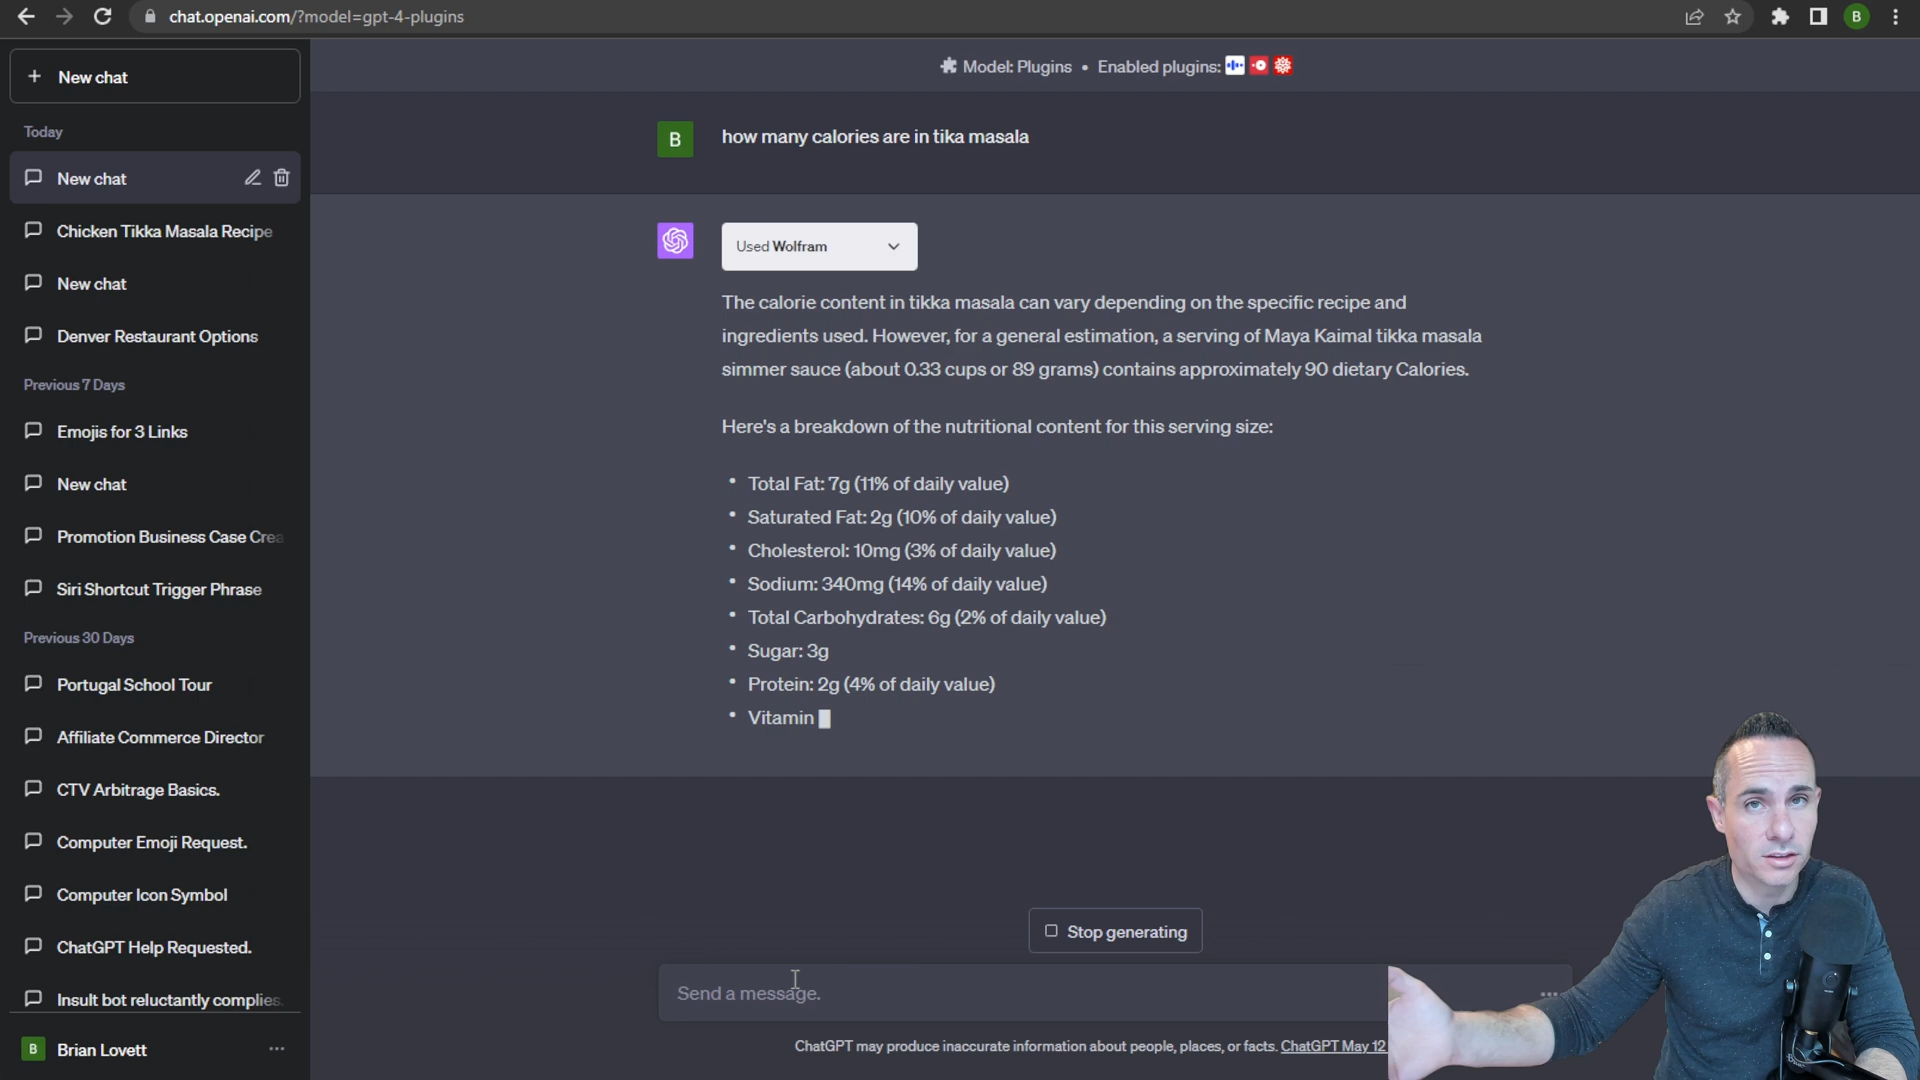 chat.openai.com/?model=gpt-4-plugins
B
+ New chat
Model: Plugins • Enabled plugins:
Today
New chat
Chicken Tikka Masala Recipe
New chat
Denver Restaurant Options
Previous 7 Days
Emojis for 3 Links
New chat
Promotion Business Case Crea
Siri Shortcut Trigger Phrase
Previous 30 Days
Portugal School Tour
Affiliate Commerce Director
CTV Arbitrage Basics.
Computer Emoji Request.
Computer Icon Symbol
ChatGPT Help Requested.
Insult bot reluctantly complies.
B Brian Lovett
B how many calories are in tika masala
Used Wolfram
The calorie content in tikka masala can vary depending on the specific recipe and
ingredients used. However, for a general estimation, a serving of Maya Kaimal tikka masala
simmer sauce (about 0.33 cups or 89 grams) contains approximately 90 dietary Calories.
Here's a breakdown of the nutritional content for this serving size:
• Total Fat: 7g (11% of daily value)
• Saturated Fat: 2g (10% of daily value)
• Cholesterol: 10mg (3% of daily value)
• Sodium: 340mg (14% of daily value)
• Total Carbohydrates: 6g (2% of daily value)
• Sugar: 3g
• Protein: 2g (4% of daily value)
• Vitamin
Stop generating
Send a message.
ChatGPT may produce inaccurate information about people, places, or facts. ChatGPT May 12